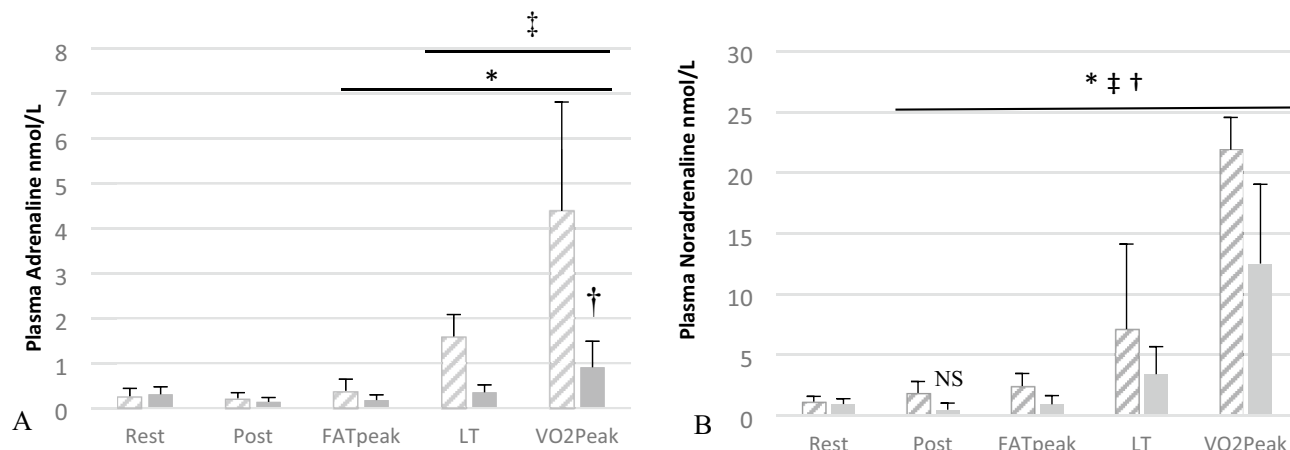 ‡
*
8
7
6
5
4
3
2
1
0
Plasma Adrenaline nmol/L
†
A
Rest Post FATpeak LT VO2Peak
* ‡ †
30
25
20
15
10
5
0
Plasma Noradrenaline nmol/L
NS
B
Rest Post FATpeak LT VO2Peak